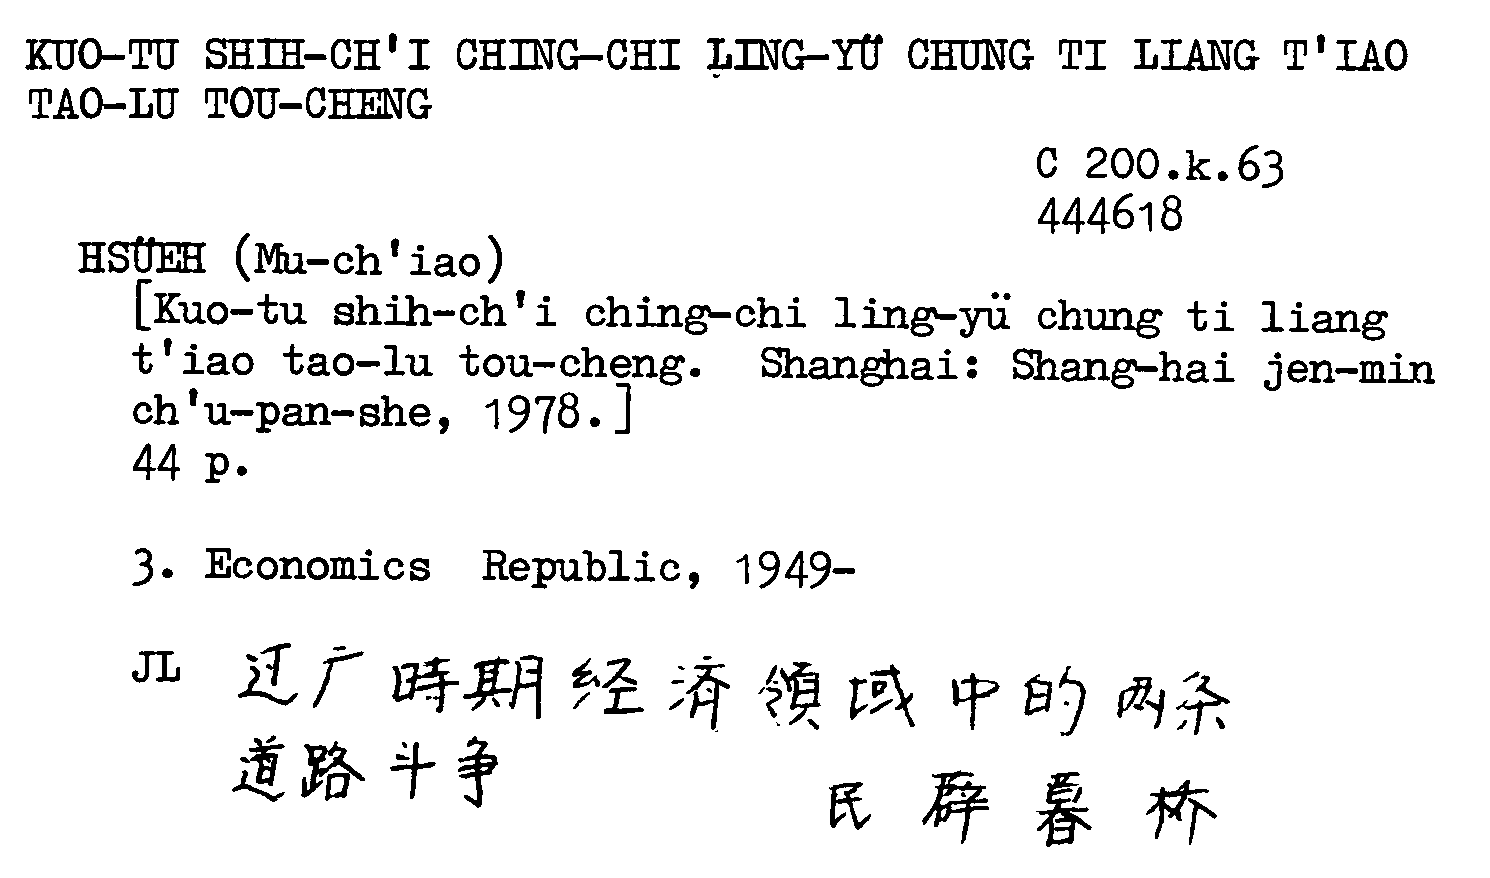 KUO-TU SHIH-CH'I CHING-CHI LING-YÜ CHUNG TI LIANG T'IAO
TAO-LU TOU-CHENG
C 200.k.63
444618
HSÜEH (Mu-ch'iao)
[Kuo-tu shih-ch'i ching-chi ling-yü chung ti liang
t'iao tao-lu tou-cheng. Shanghai: Shang-hai jen-min
ch'u-pan-she, 1978.]
44 p.
3. Economics Republic, 1949-
JL 过广時期经济領域中的两条
道路斗争
民 暮桥